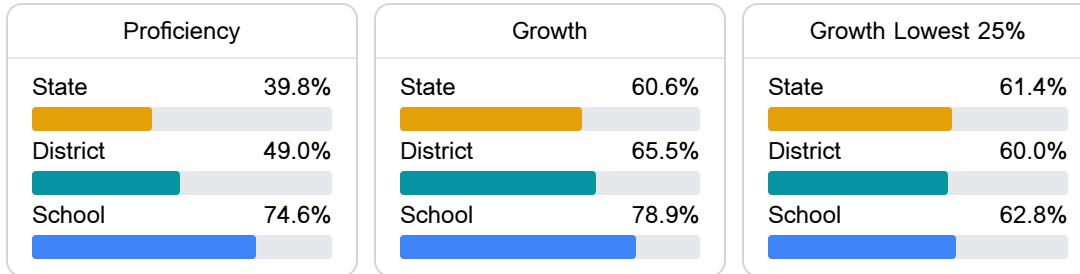 Proficiency
State 39.8%
District 49.0%
School 74.6%
Growth
State 60.6%
District 65.5%
School 78.9%
Growth Lowest 25%
State 61.4%
District 60.0%
School 62.8%